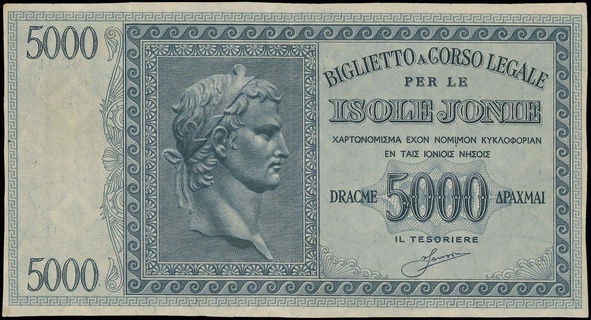 5000
5000
BIGLIETTO A CORSO LEGALE
PER LE
ISOLE JONIE
ΧΑΡΤΟΝΟΜΙΣΜΑ ΕΧΟΝ ΝΟΜΙΜΟΝ ΚΥΚΛΟΦΟΡΙΑΝ
ΕΝ ΤΑΙΣ ΙΟΝΙΟΙΣ ΝΗΣΟΙΣ
DRACME 5000 ΔΡΑΧΜΑΙ
IL TESORIERE